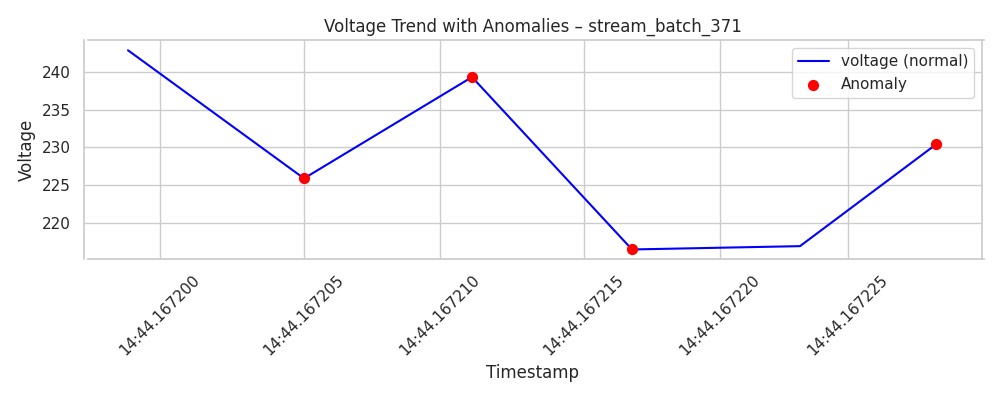 Voltage Trend with Anomalies – stream_batch_371
voltage (normal)
Anomaly
Voltage
240
235
230
225
220
14:44.167200
14:44.167205
14:44.167210
14:44.167215
14:44.167220
14:44.167225
Timestamp